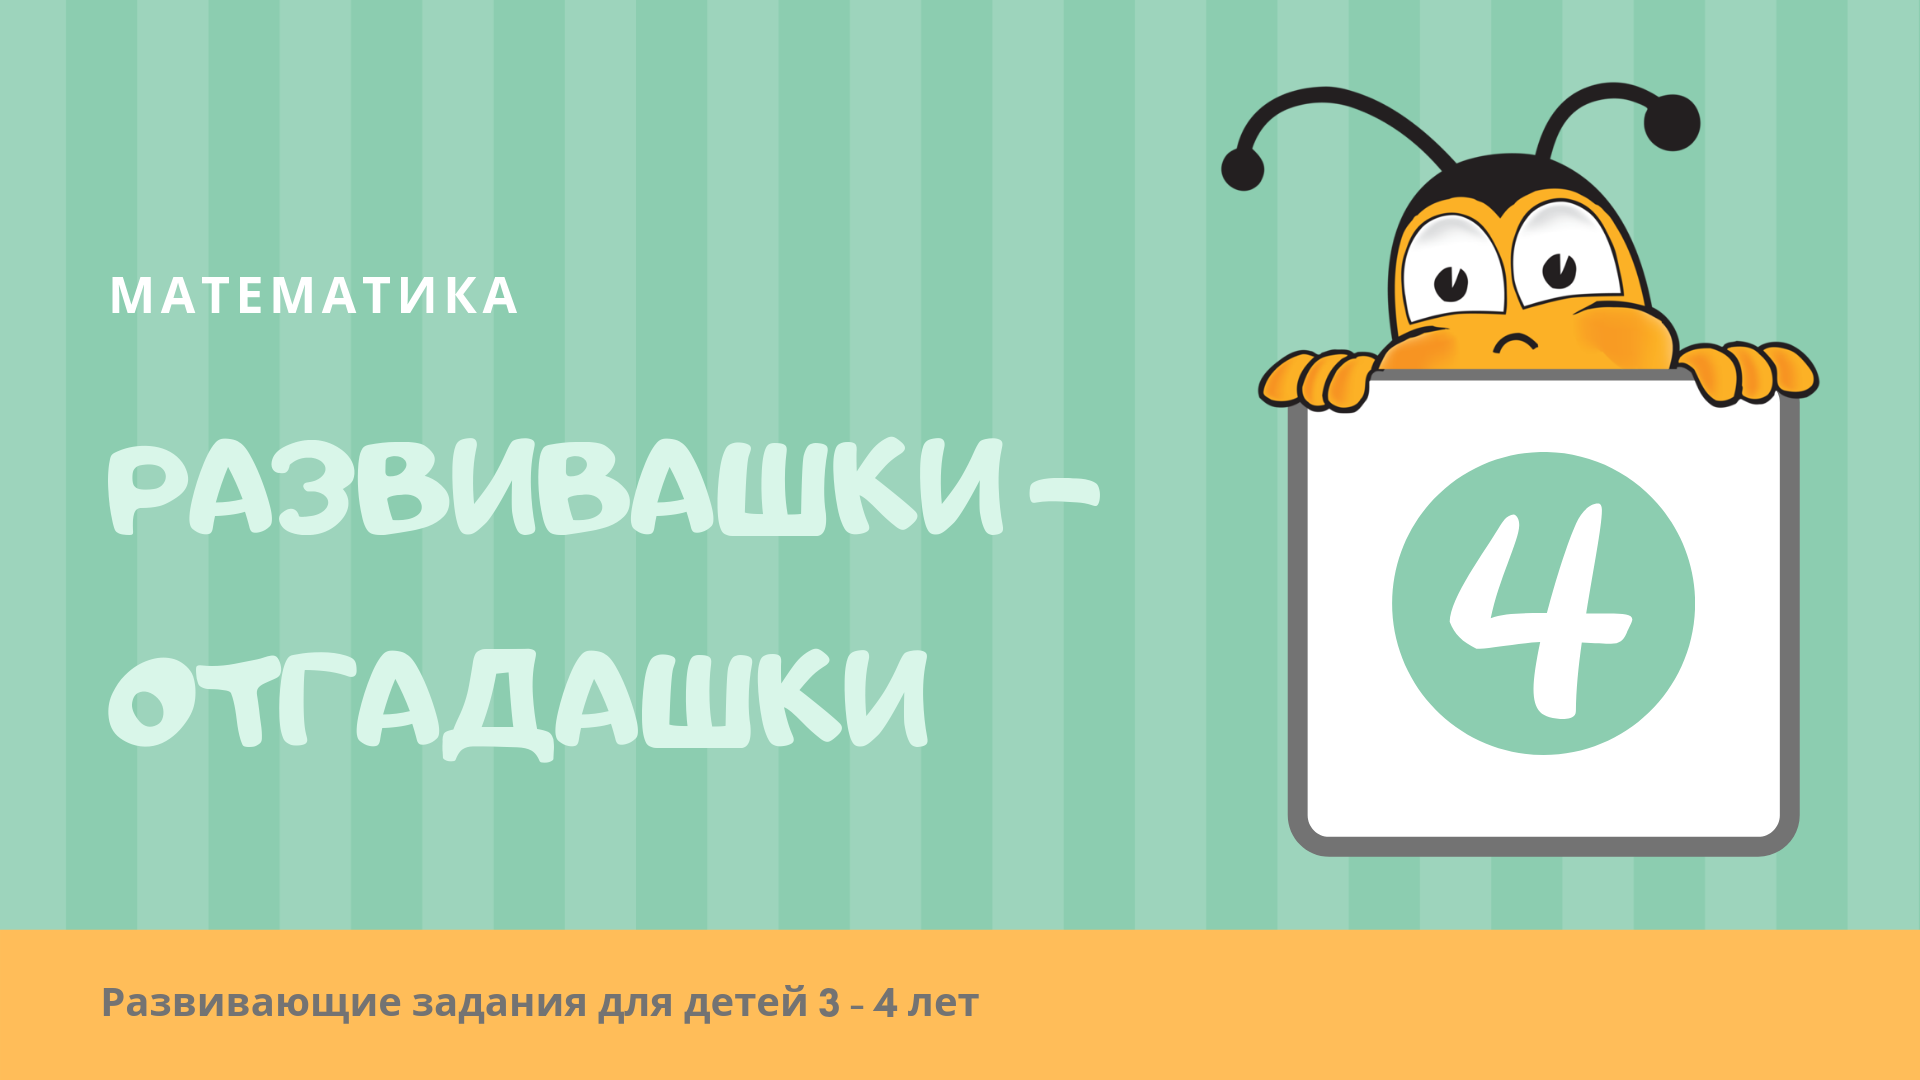 МАТЕМАТИКА
РАЗВИВАШКИ -
ОТГАДАШКИ
4
Развивающие задания для детей 3 - 4 лет